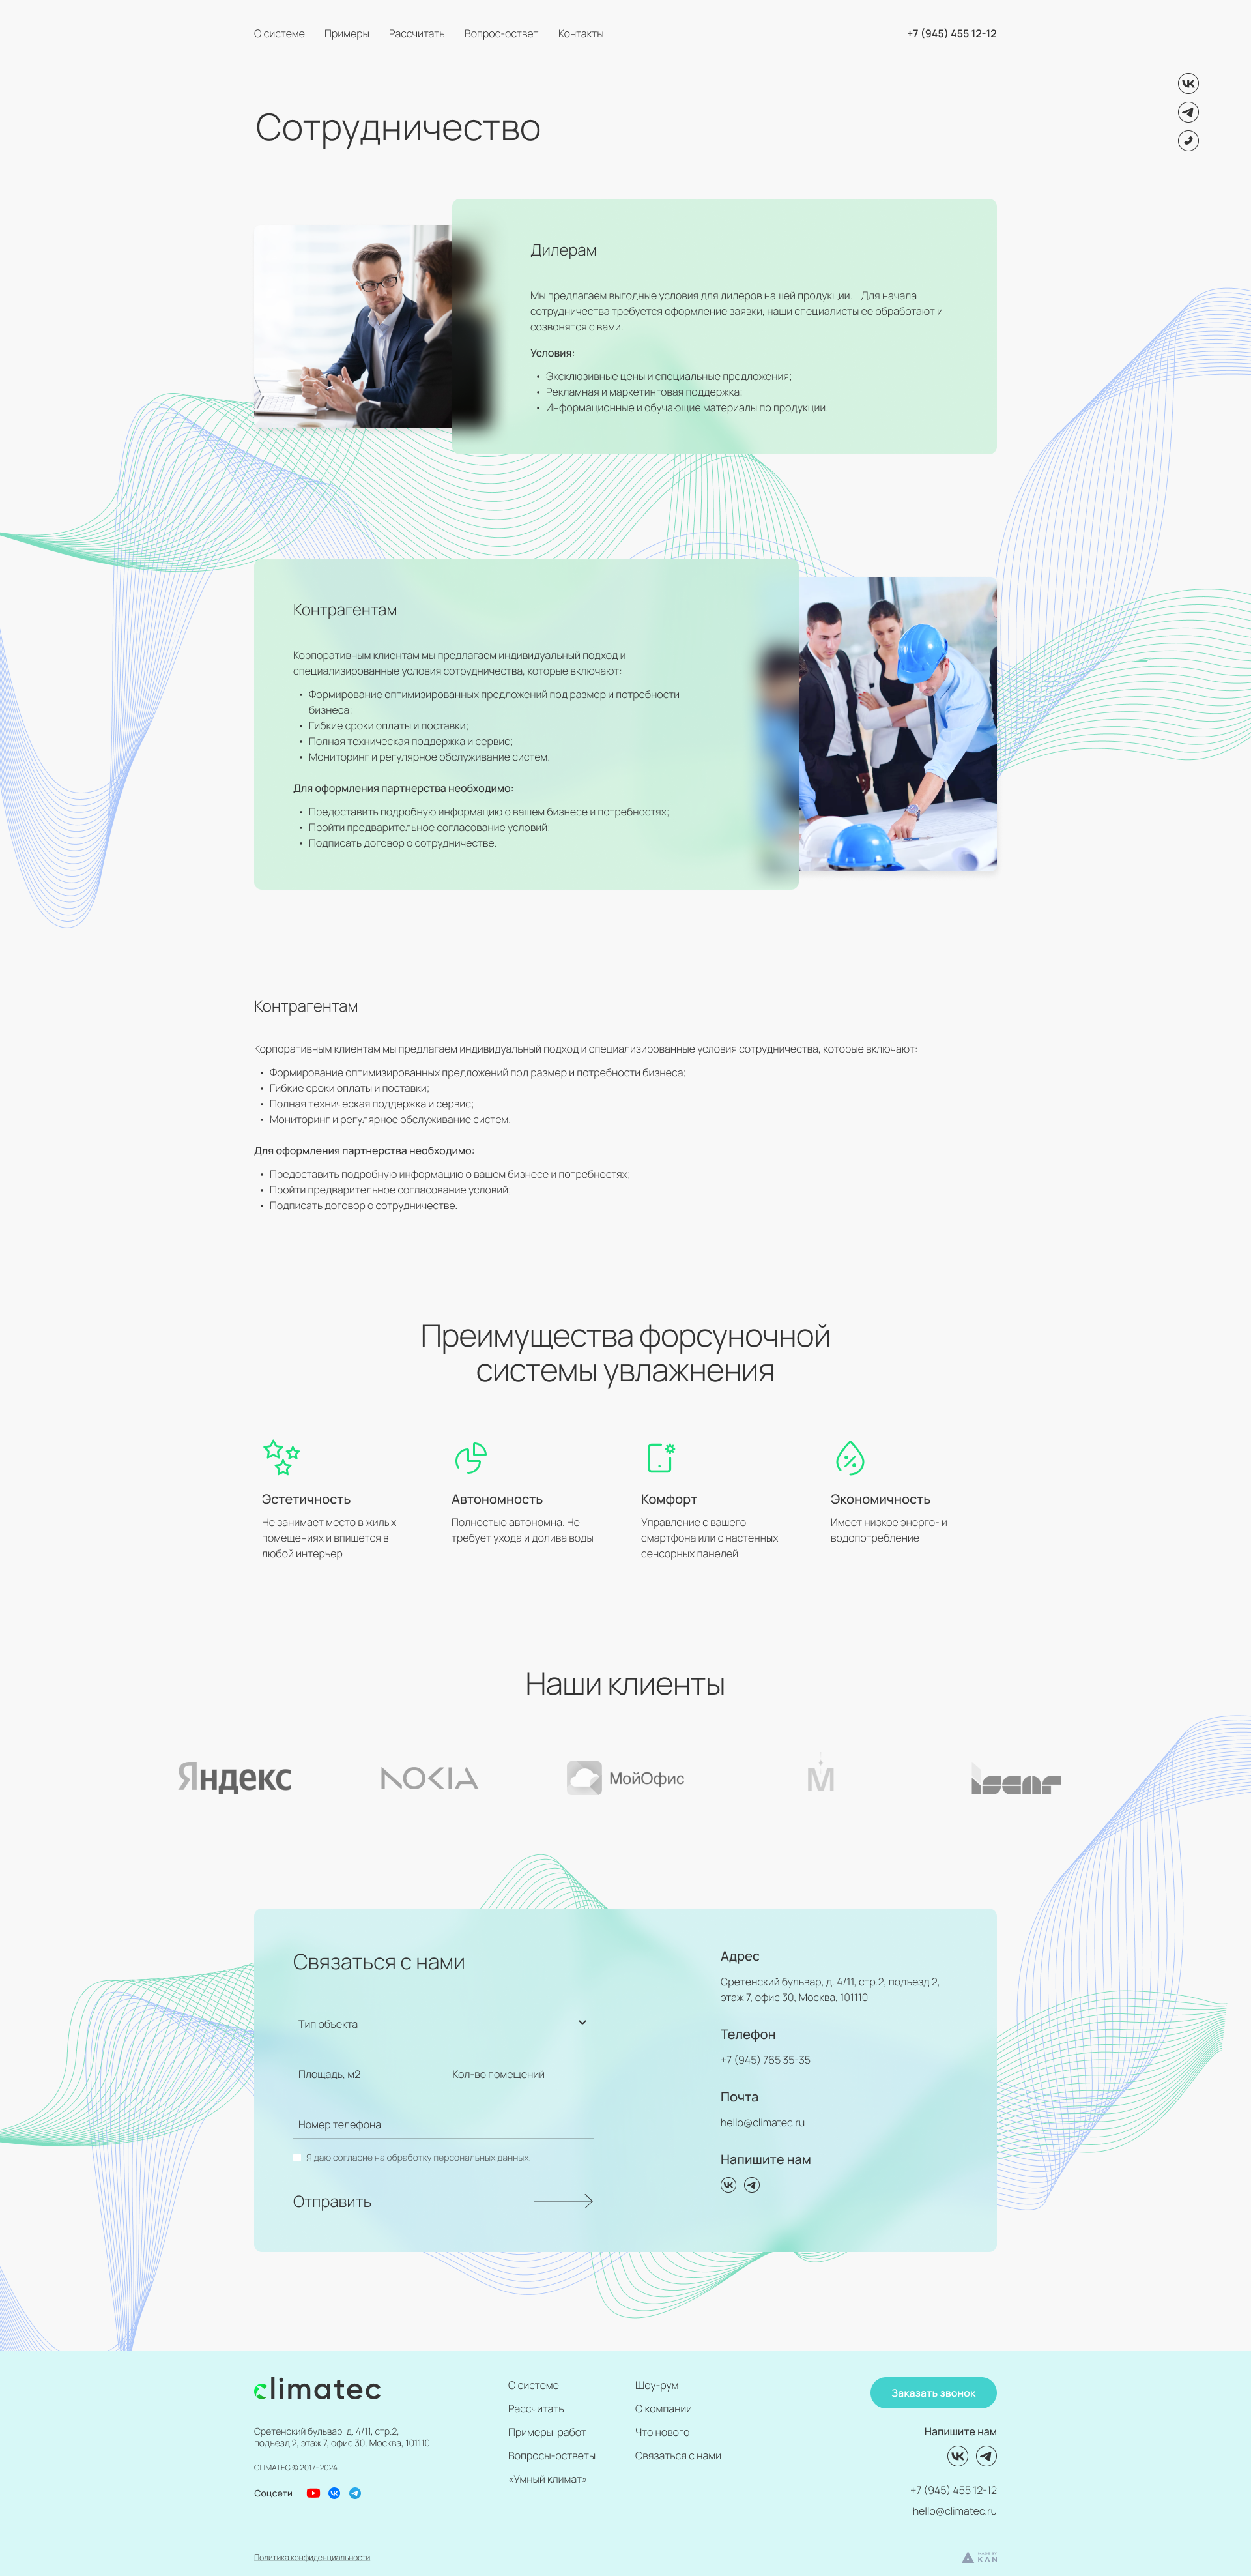 О системе Примеры Рассчитать Вопрос-оствет Контакты +7 (945) 455 12-12
Сотрудничество
Дилерам
Мы предлагаем выгодные условия для дилеров нашей продукции. Для начала
сотрудничества требуется оформление заявки, наши специалисты ее обработают и
созвонятся с вами.
Условия:
• Эксклюзивные цены и специальные предложения;
• Рекламная и маркетинговая поддержка;
• Информационные и обучающие материалы по продукции.
Контрагентам
Корпоративным клиентам мы предлагаем индивидуальный подход и
специализированные условия сотрудничества, которые включают:
• Формирование оптимизированных предложений под размер и потребности
бизнеса;
• Гибкие сроки оплаты и поставки;
• Полная техническая поддержка и сервис;
• Мониторинг и регулярное обслуживание систем.
Для оформления партнерства необходимо:
• Предоставить подробную информацию о вашем бизнесе и потребностях;
• Пройти предварительное согласование условий;
• Подписать договор о сотрудничестве.
Контрагентам
Корпоративным клиентам мы предлагаем индивидуальный подход и специализированные условия сотрудничества, которые включают:
• Формирование оптимизированных предложений под размер и потребности бизнеса;
• Гибкие сроки оплаты и поставки;
• Полная техническая поддержка и сервис;
• Мониторинг и регулярное обслуживание систем.
Для оформления партнерства необходимо:
• Предоставить подробную информацию о вашем бизнесе и потребностях;
• Пройти предварительное согласование условий;
• Подписать договор о сотрудничестве.
Преимущества форсуночной
системы увлажнения
Эстетичность
Не занимает место в жилых
помещениях и впишется в
любой интерьер
Автономность
Полностью автономна. Не
требует ухода и долива воды
Комфорт
Управление с вашего
смартфона или с настенных
сенсорных панелей
Экономичность
Имеет низкое энерго- и
водопотребление
Наши клиенты
Яндекс NOKIA МойОфис М iscar
Связаться с нами
Тип объекта
Площадь, м2 Кол-во помещений
Номер телефона
Я даю согласие на обработку персональных данных.
Отправить
Адрес
Сретенский бульвар, д. 4/11, стр.2, подъезд 2,
этаж 7, офис 30, Москва, 101110
Телефон
+7 (945) 765 35-35
Почта
hello@climatec.ru
Напишите нам
climatec
Сретенский бульвар, д. 4/11, стр.2,
подъезд 2, этаж 7, офис 30, Москва, 101110
CLIMATEC © 2017-2024
Соцсети
О системе
Рассчитать
Примеры работ
Вопросы-остветы
«Умный климат»
Шоу-рум
О компании
Что нового
Связаться с нами
Заказать звонок
Напишите нам
+7 (945) 455 12-12
hello@climatec.ru
Политика конфиденциальности
MADE BY
KAN